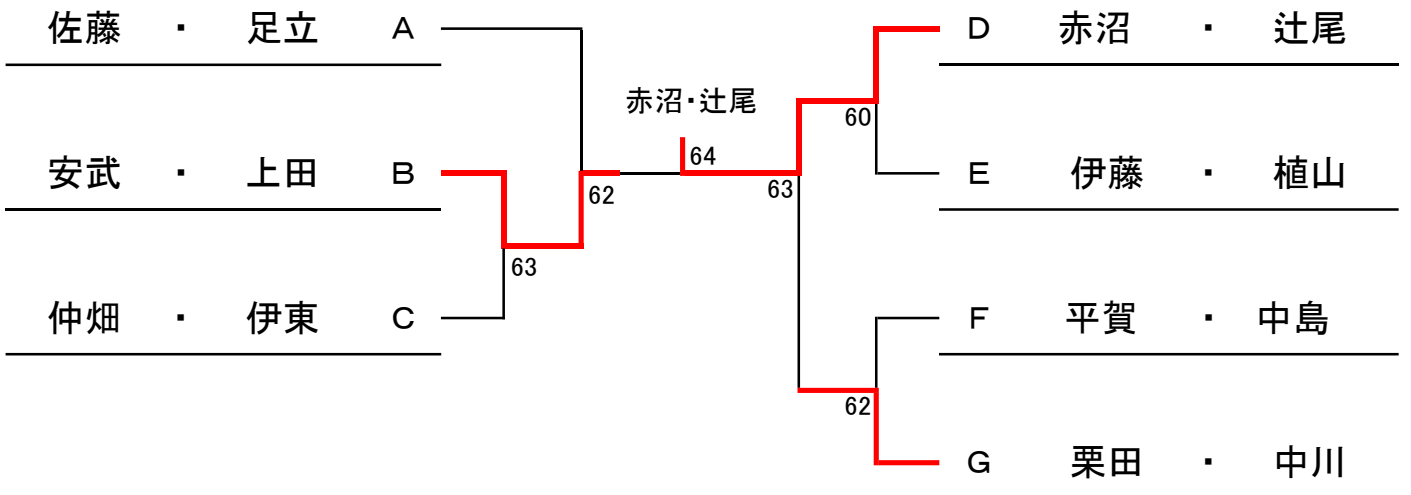 佐藤 ・ 足立 A
安武 ・ 上田 B
仲畑 ・ 伊東 C
63
62
赤沼・辻尾
64
63
60
62
D 赤沼 ・ 辻尾
E 伊藤 ・ 植山
F 平賀 ・ 中島
G 栗田 ・ 中川